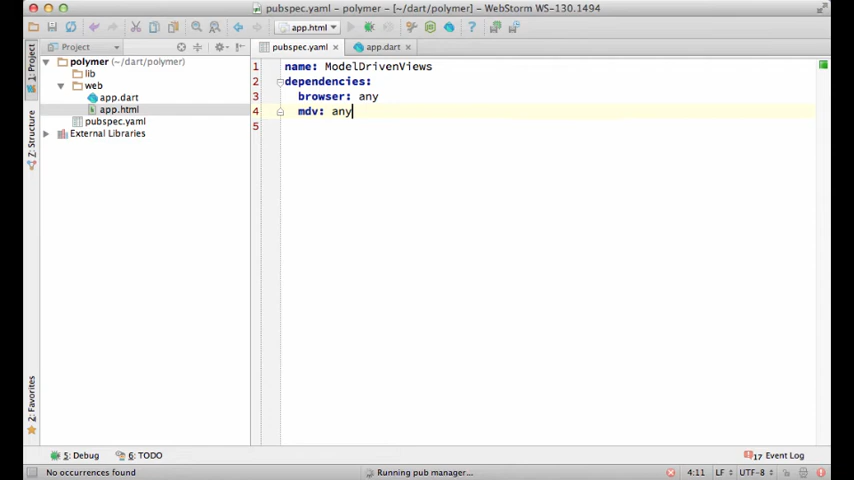 pubspec.yaml – polymer – [~/dart/polymer] – WebStorm WS-130.1494
app.html
Project
pubspec.yaml
app.dart
1: Project
Z: Structure
2: Favorites
polymer (~/dart/polymer)
lib
web
app.dart
app.html
pubspec.yaml
External Libraries
1 name: ModelDrivenViews
2 dependencies:
3 browser: any
4 mdv: any
5
5: Debug
6: TODO
17 Event Log
No occurrences found
Running pub manager...
4:11
LF
UTF-8